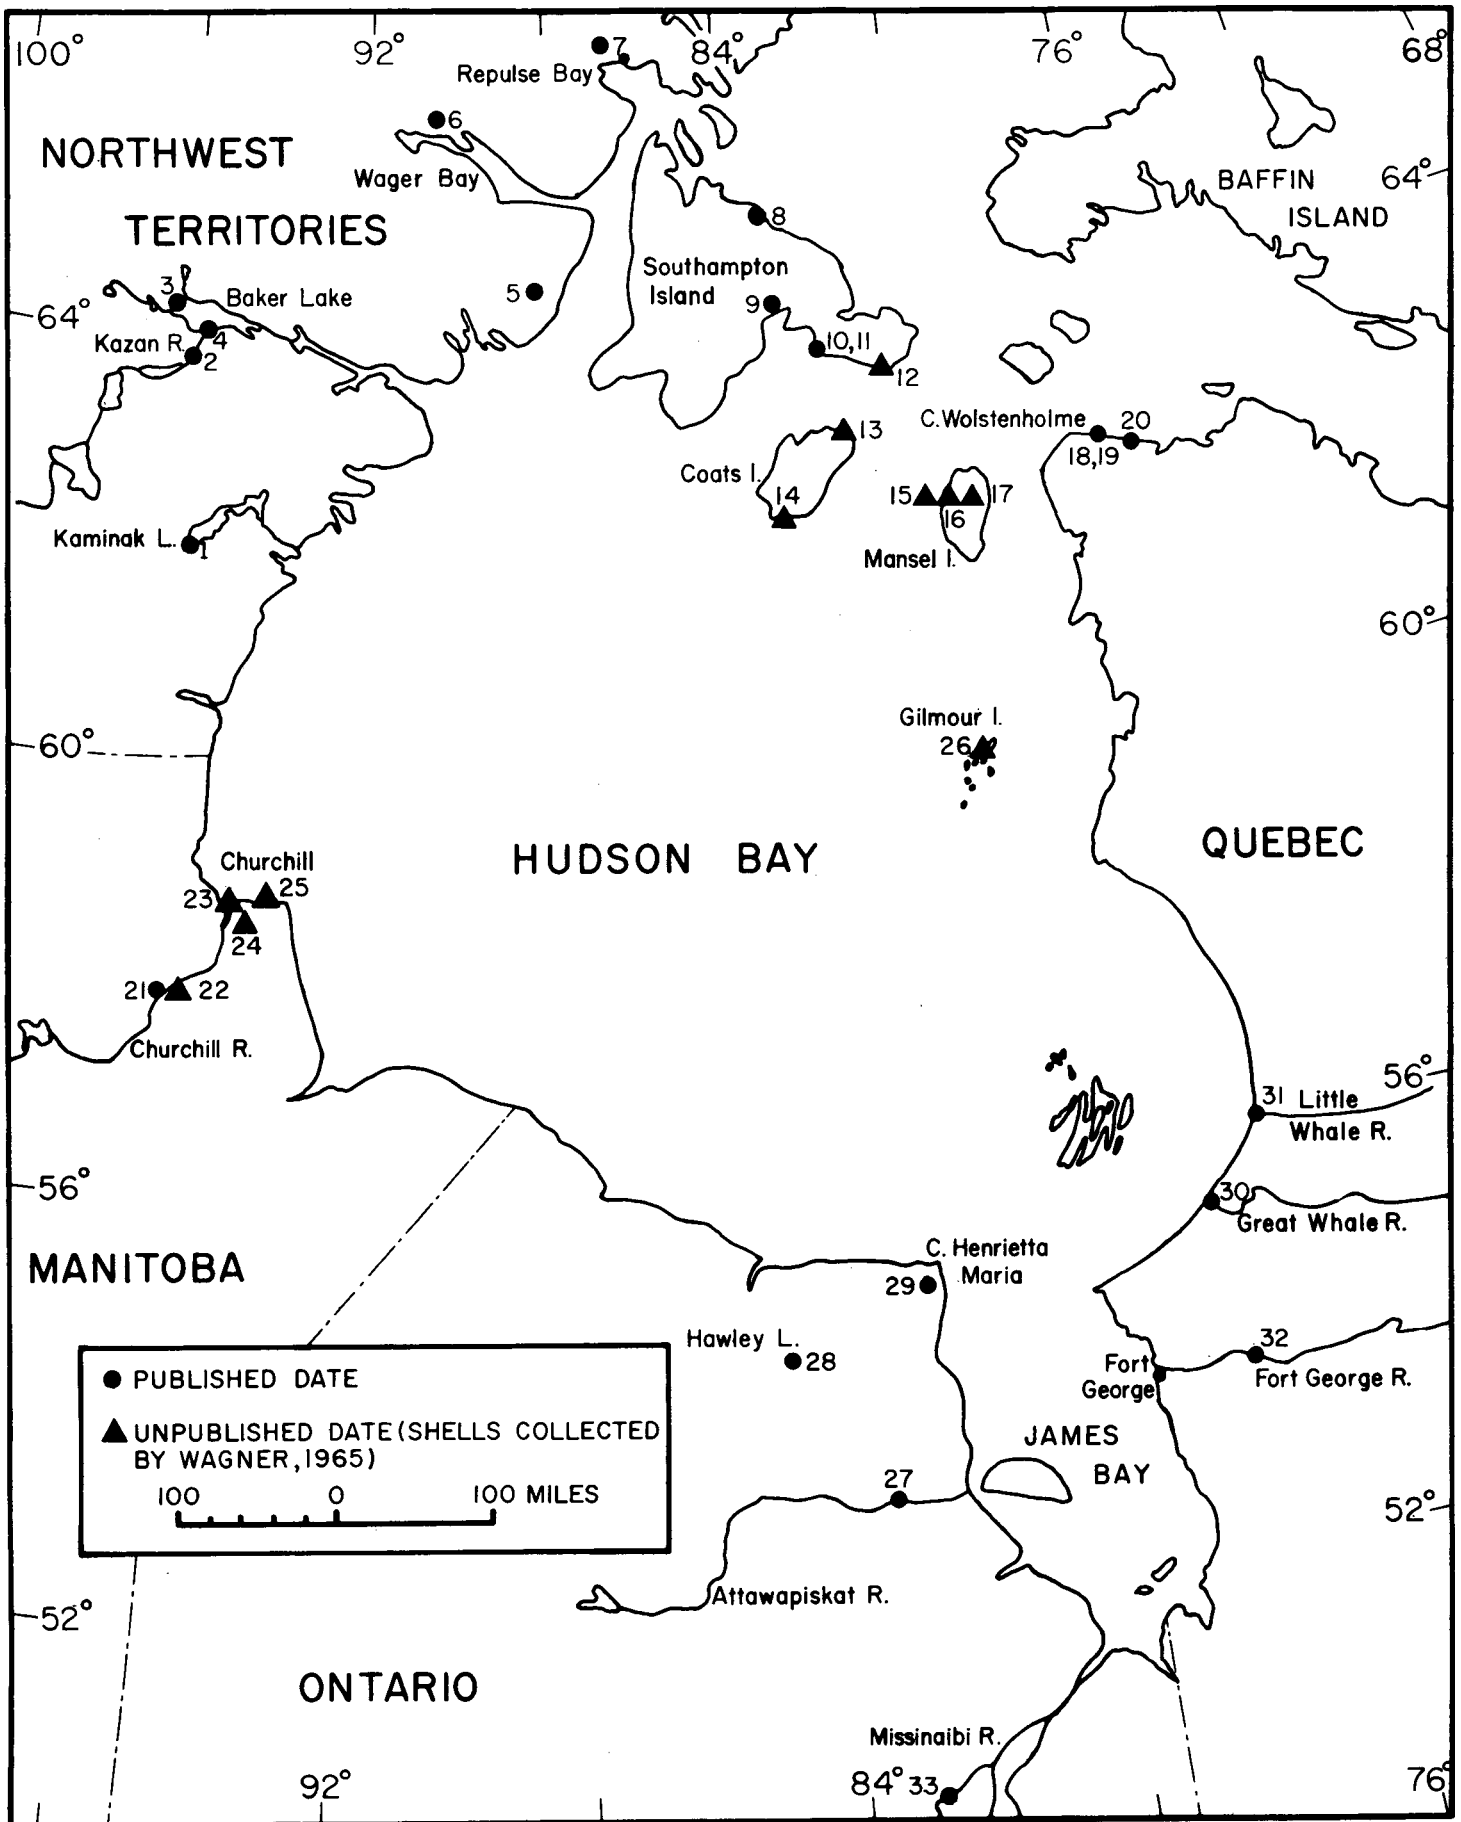 100° 92° 84° 76° 68°
7
Repulse Bay
6
NORTHWEST
Wager Bay
BAFFIN
64°
ISLAND
8
TERRITORIES
Southampton
Island
3
Baker Lake
5
9
64°
4
Kazan R.
2
10,11
12
C. Wolstenholme
20
13
18,19
Coats I.
14
15
17
16
Kaminak L.
1
Mansel I.
60°
Gilmour I.
26
60°
QUEBEC
HUDSON BAY
Churchill
25
23
24
21
22
Churchill R.
56°
31 Little
Whale R.
56°
30
Great Whale R.
C. Henrietta
Maria
MANITOBA
29
Hawley L.
28
32
Fort
George
Fort George R.
PUBLISHED DATE
UNPUBLISHED DATE (SHELLS COLLECTED
BY WAGNER, 1965)
100 0 100 MILES
JAMES
BAY
27
52°
Attawapiskat R.
52°
ONTARIO
Missinaibi R.
92° 84° 33 76°